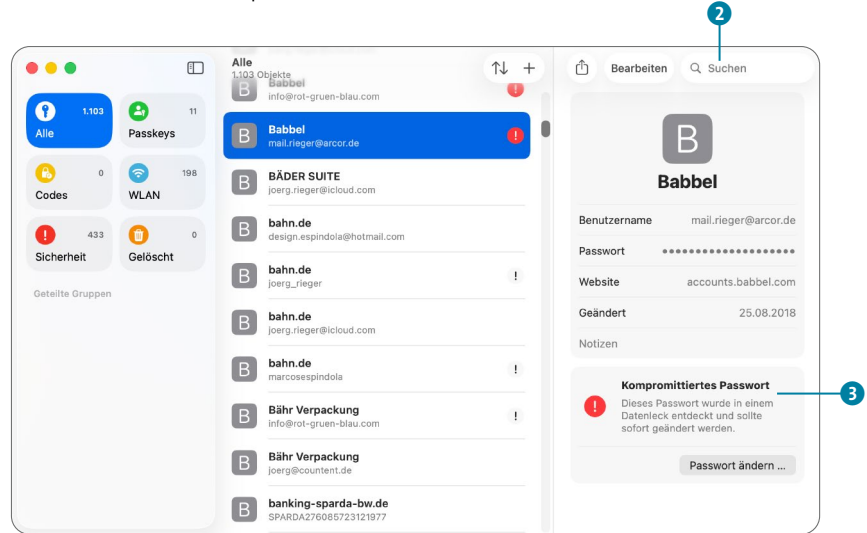 2
Alle
1.103 Objekte
Bearbeiten
Suchen
1.103
Alle
11
Passkeys
0
Codes
198
WLAN
433
Sicherheit
0
Gelöscht
Geteilte Gruppen
B
Babbel
info@rot-gruen-blau.com
!
B
Babbel
mail.rieger@arcor.de
!
B
BÄDER SUITE
joerg.rieger@icloud.com
B
bahn.de
design.espindola@hotmail.com
B
bahn.de
joerg_rieger
!
B
bahn.de
joerg.rieger@icloud.com
B
bahn.de
marcosespindola
!
B
Bähr Verpackung
info@rot-gruen-blau.com
!
B
Bähr Verpackung
joerg@countent.de
B
banking-sparda-bw.de
SPARDA276085723121977
B
Babbel
Benutzername mail.rieger@arcor.de
Passwort ••••••••••••••••••••
Website accounts.babbel.com
Geändert 25.08.2018
Notizen
!
Kompromittiertes Passwort
3
Dieses Passwort wurde in einem
Datenleck entdeckt und sollte
sofort geändert werden.
Passwort ändern ...